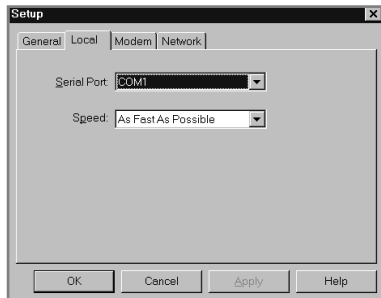 Setup
General Local Modem Network
Serial Port: COM1
Speed: As Fast As Possible
OK Cancel Apply Help